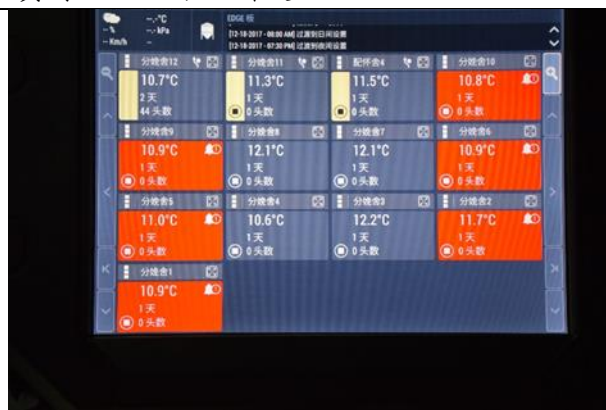 --.-°C
-- %
--.- kPa
-- Km/h
--
EDGE 板
[12-18-2017 - 08:00 AM] 过渡到日间设置
[12-18-2017 - 07:30 PM] 过渡到夜间设置
分娩舍12
10.7°C
2 天
44 头数
分娩舍11
11.3°C
1 天
0 头数
配怀舍4
11.5°C
1 天
0 头数
分娩舍10
10.8°C
1 天
0 头数
分娩舍9
10.9°C
1 天
0 头数
分娩舍8
12.1°C
1 天
0 头数
分娩舍7
12.1°C
1 天
0 头数
分娩舍6
10.9°C
1 天
0 头数
分娩舍5
11.0°C
1 天
0 头数
分娩舍4
10.6°C
1 天
0 头数
分娩舍3
12.2°C
1 天
0 头数
分娩舍2
11.7°C
1 天
0 头数
分娩舍1
10.9°C
1 天
0 头数